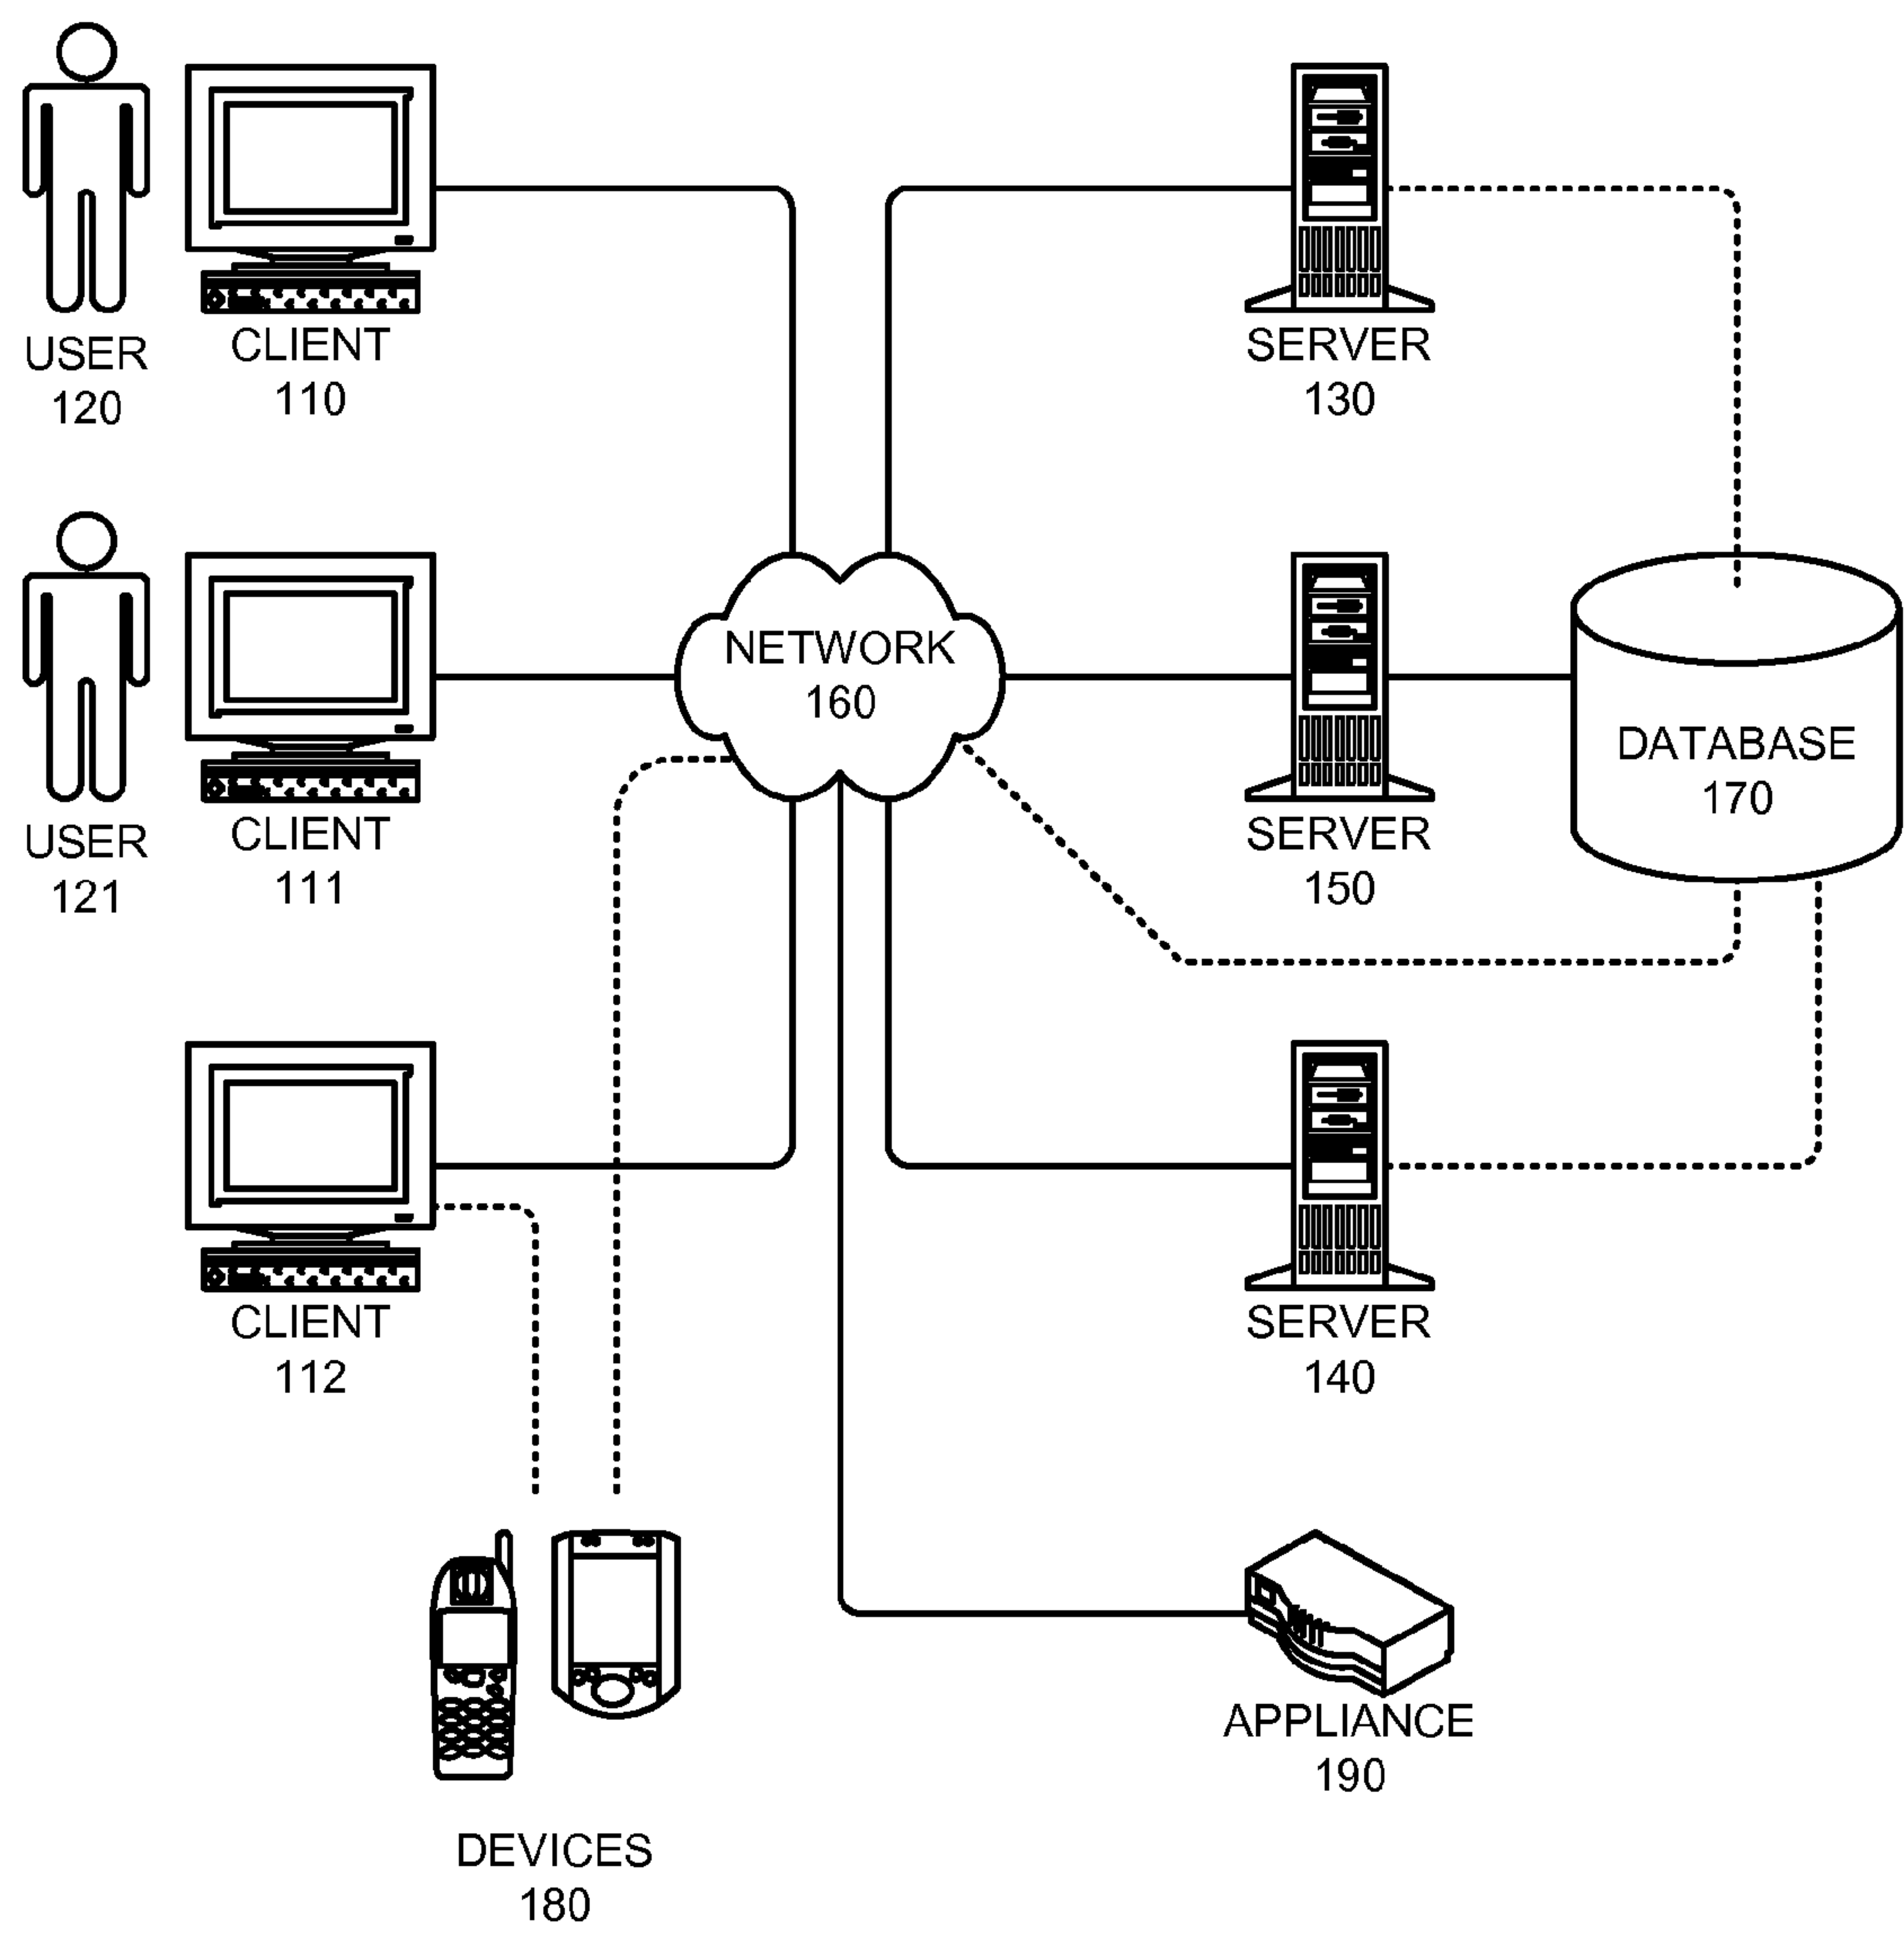 USER
120
CLIENT
110
SERVER
130
NETWORK
160
USER
121
CLIENT
111
SERVER
150
DATABASE
170
CLIENT
112
SERVER
140
DEVICES
180
APPLIANCE
190